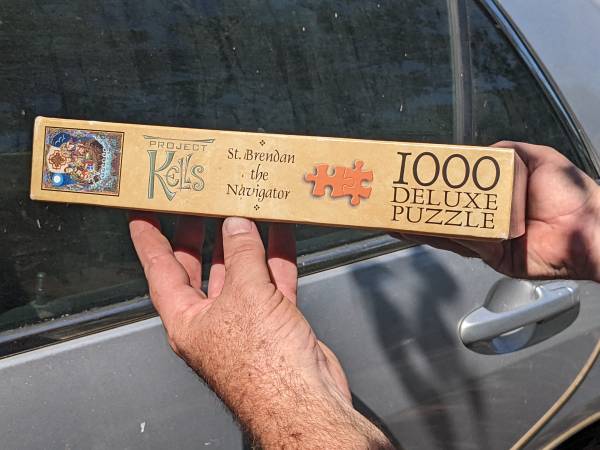 PROJECT
KELLS
St. Brendan
the
Navigator
1000
DELUXE
PUZZLE